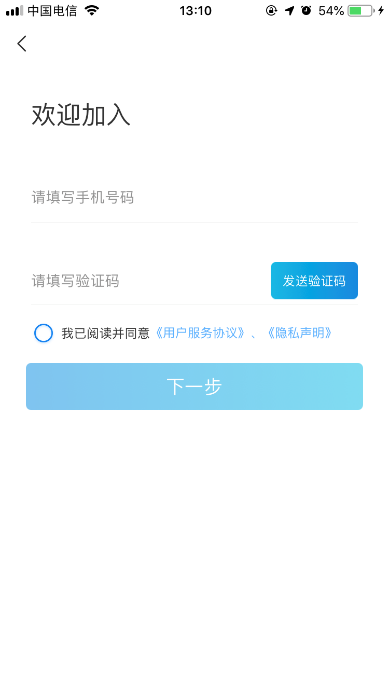 中国电信 13:10 54%
欢迎加入
请填写手机号码
请填写验证码 发送验证码
我已阅读并同意《用户服务协议》、《隐私声明》
下一步